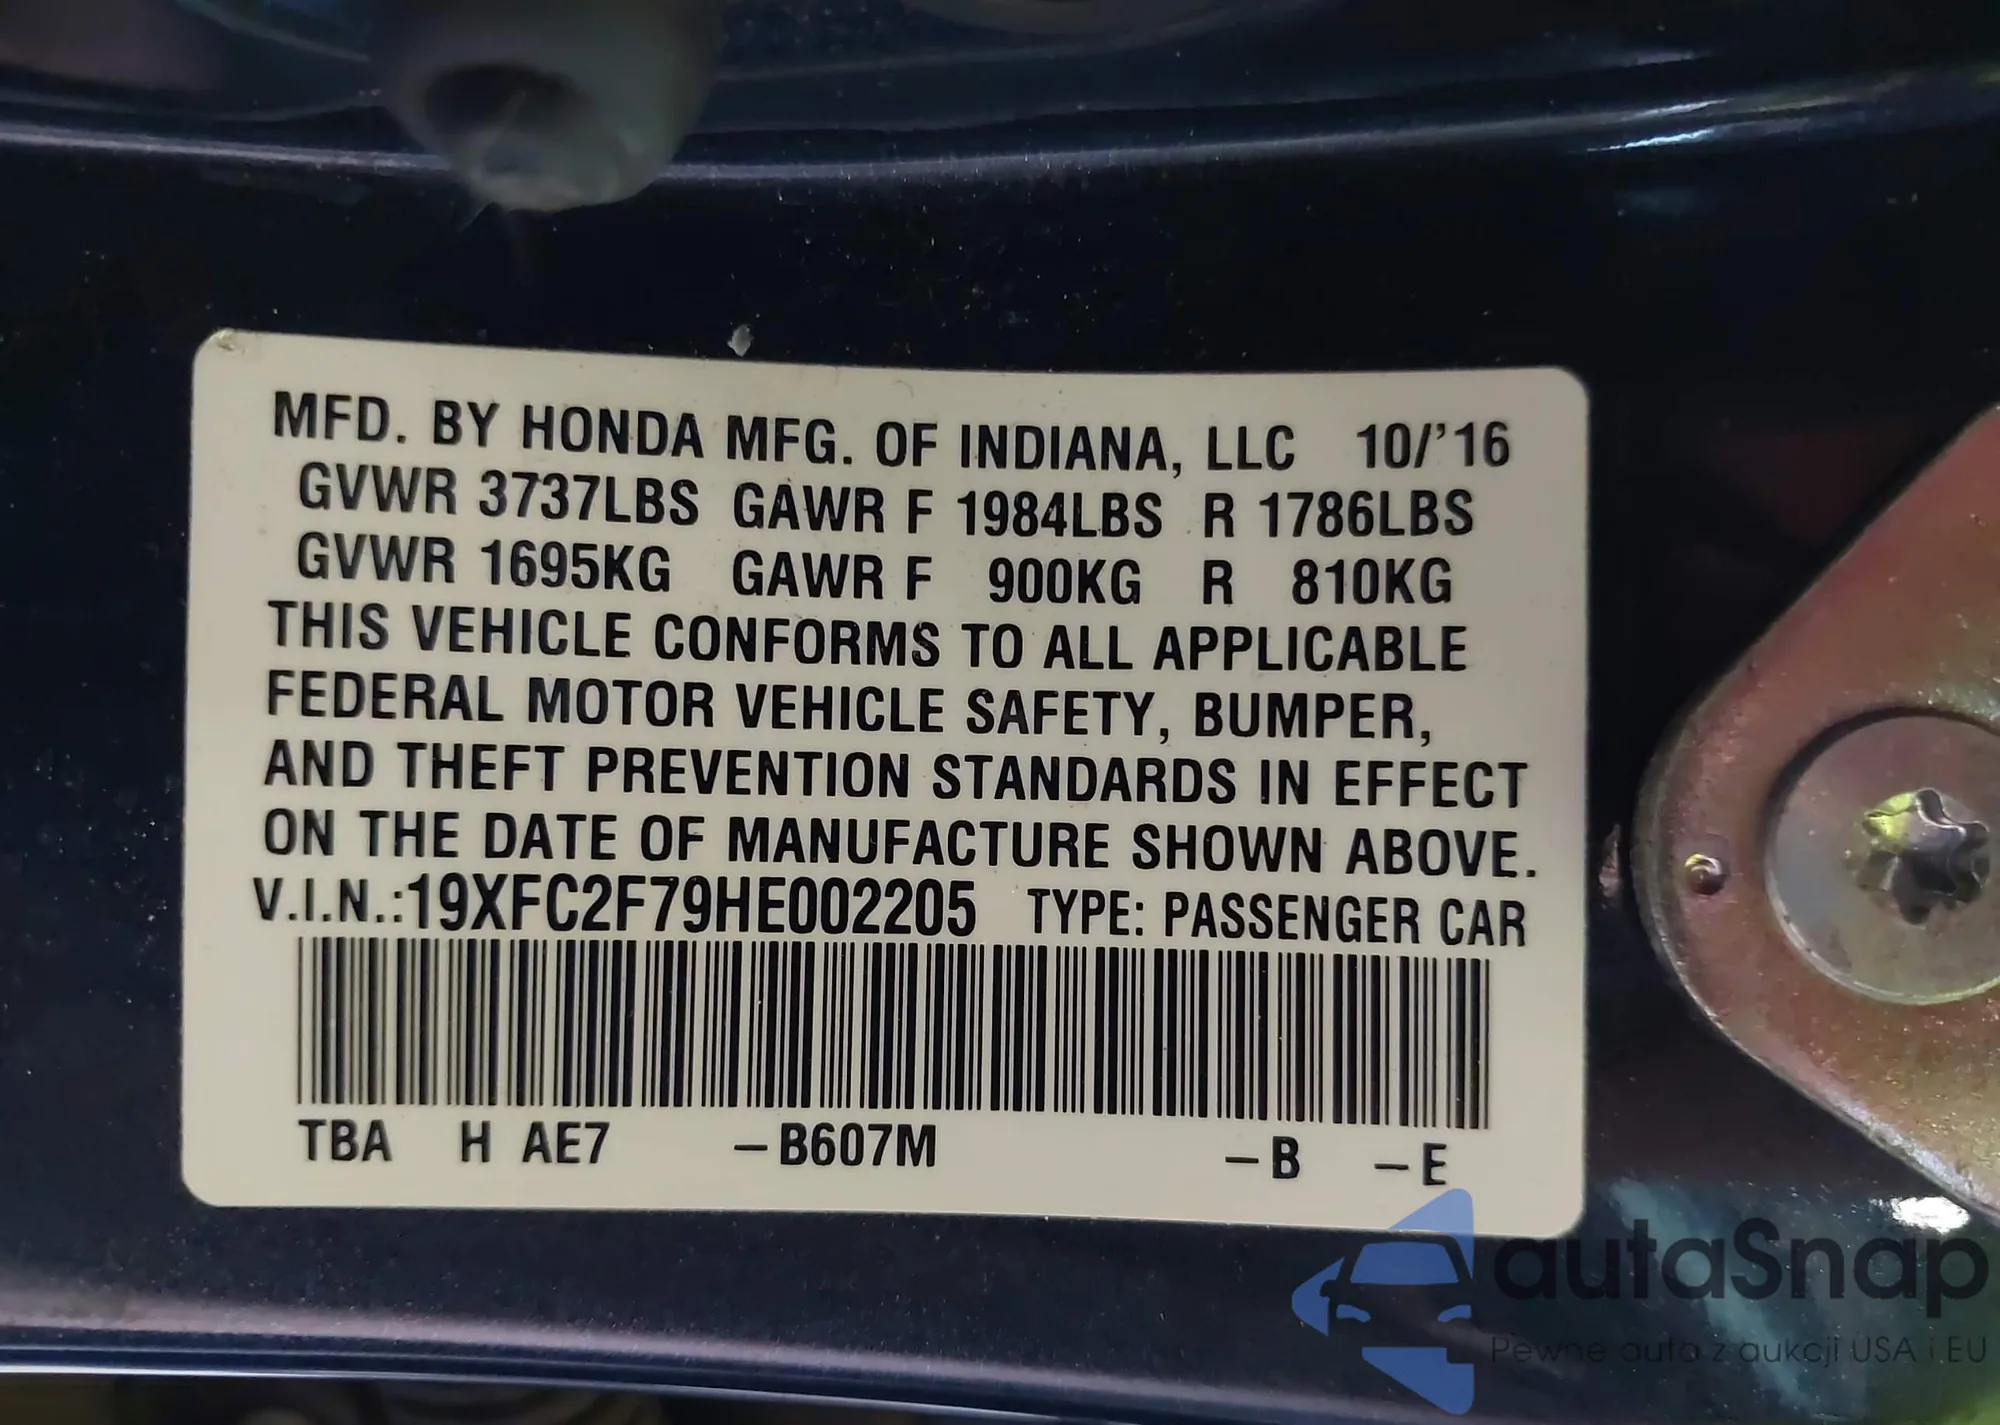 MFD. BY HONDA MFG. OF INDIANA, LLC 10/'16
GVWR 3737LBS GAWR F 1984LBS R 1786LBS
GVWR 1695KG GAWR F 900KG R 810KG
THIS VEHICLE CONFORMS TO ALL APPLICABLE
FEDERAL MOTOR VEHICLE SAFETY, BUMPER,
AND THEFT PREVENTION STANDARDS IN EFFECT
ON THE DATE OF MANUFACTURE SHOWN ABOVE.
V.I.N.:19XFC2F79HE002205 TYPE: PASSENGER CAR
TBA H AE7 –B607M –B –E
autaSnap
Pewne auta z aukcji USA i EU